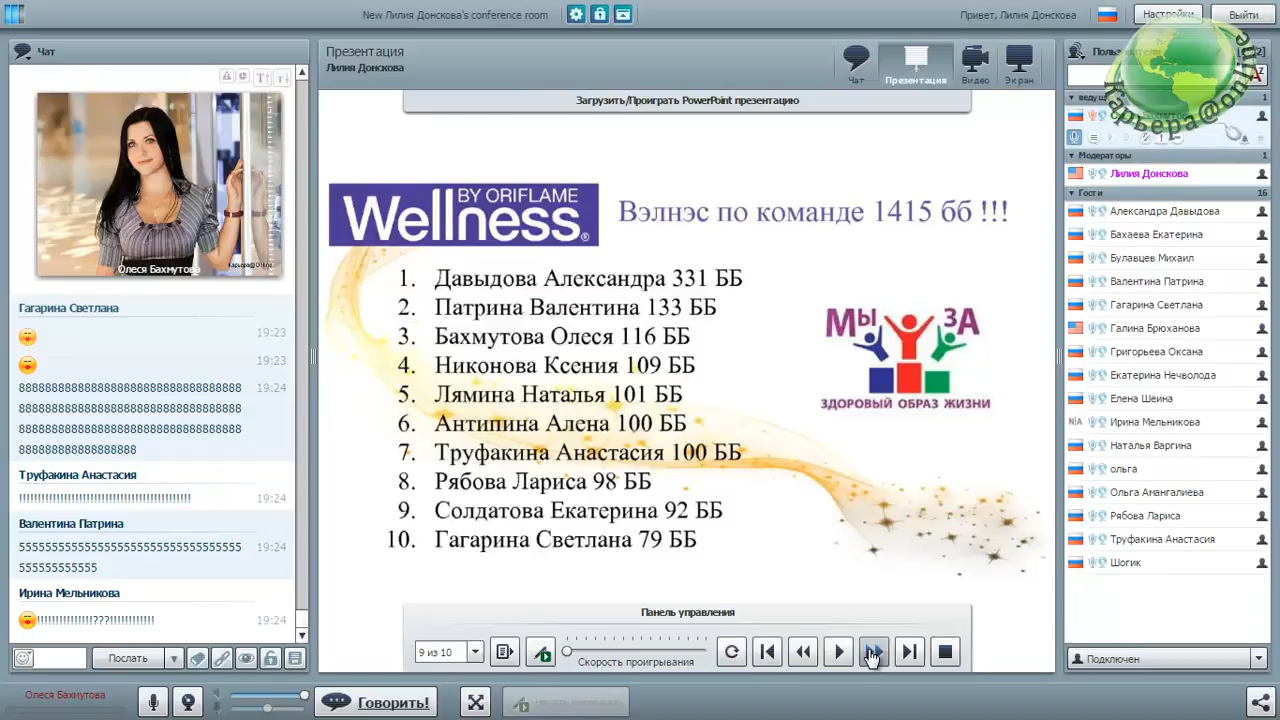 New Лилия Донскова's conference room
Привет, Лилия Донскова
Настройки
Выйти
Чат
Олеся Бахмутова
Карьера@Online
Гагарина Светлана
19:23
19:23
19:24
Труфакина Анастасия
19:24
Валентина Патрина
19:24
Ирина Мельникова
!!!!!!!!!!!!!!!???!!!!!!!!!!!! 19:24
Послать
Презентация
Лилия Донскова
Чат
Презентация
Видео
Экран
Загрузить/Проиграть PowerPoint презентацию
Wellness®
BY ORIFLAME
Вэлнэс по команде 1415 бб !!!
1. Давыдова Александра 331 ББ
2. Патрина Валентина 133 ББ
3. Бахмутова Олеся 116 ББ
4. Никонова Ксения 109 ББ
5. Лямина Наталья 101 ББ
6. Антипина Алена 100 ББ
7. Труфакина Анастасия 100 ББ
8. Рябова Лариса 98 ББ
9. Солдатова Екатерина 92 ББ
10. Гагарина Светлана 79 ББ
МЫ ЗА
ЗДОРОВЫЙ ОБРАЗ ЖИЗНИ
Панель управления
9 из 10
Скорость проигрывания
Карьера@online
Модераторы 1
Лилия Донскова
Гости 16
Александра Давыдова
Бахаева Екатерина
Булавцев Михаил
Валентина Патрина
Гагарина Светлана
Галина Брюханова
Григорьева Оксана
Екатерина Нечволода
Елена Шеина
N|A Ирина Мельникова
Наталья Варгина
ольга
Ольга Амангалиева
Рябова Лариса
Труфакина Анастасия
Шогик
Подключен
Олеся Бахмутова
Говорить!